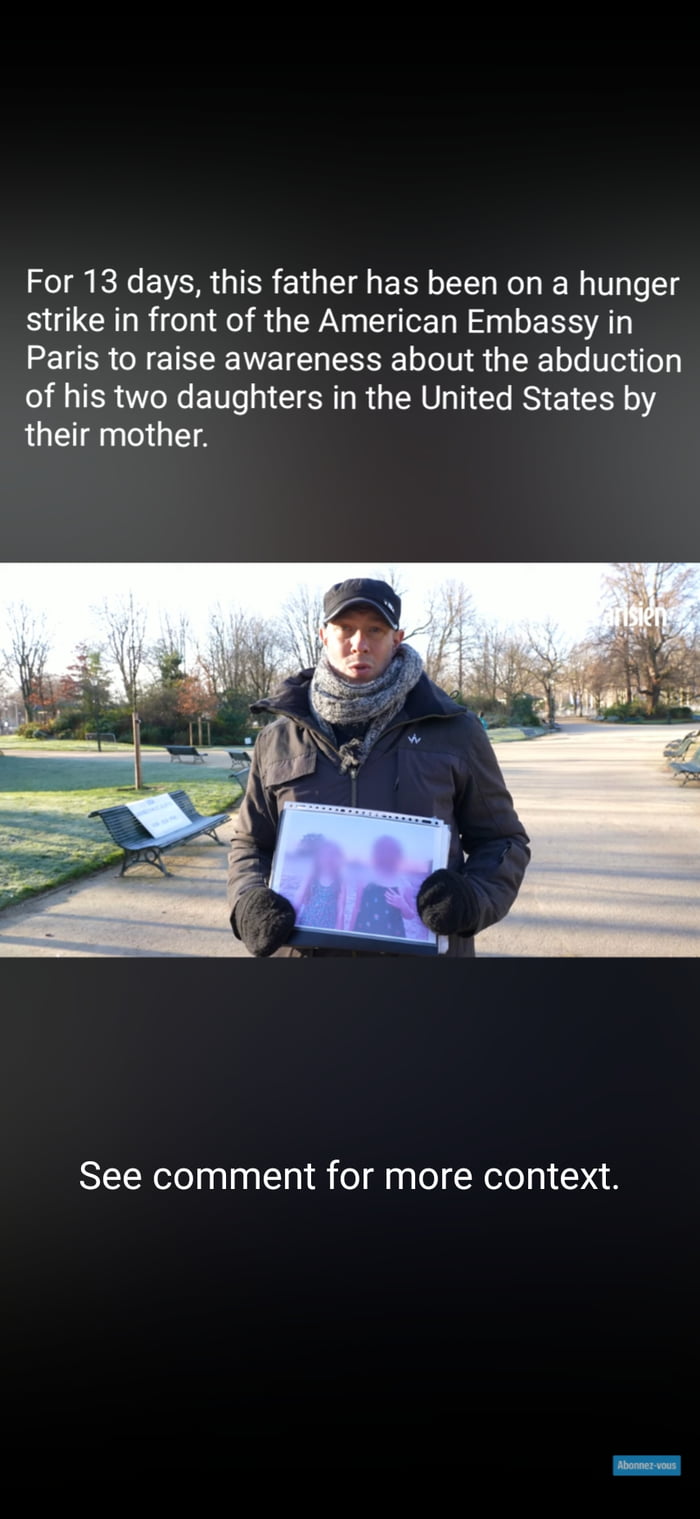 For 13 days, this father has been on a hunger
strike in front of the American Embassy in
Paris to raise awareness about the abduction
of his two daughters in the United States by
their mother.
See comment for more context.
Abonnez-vous